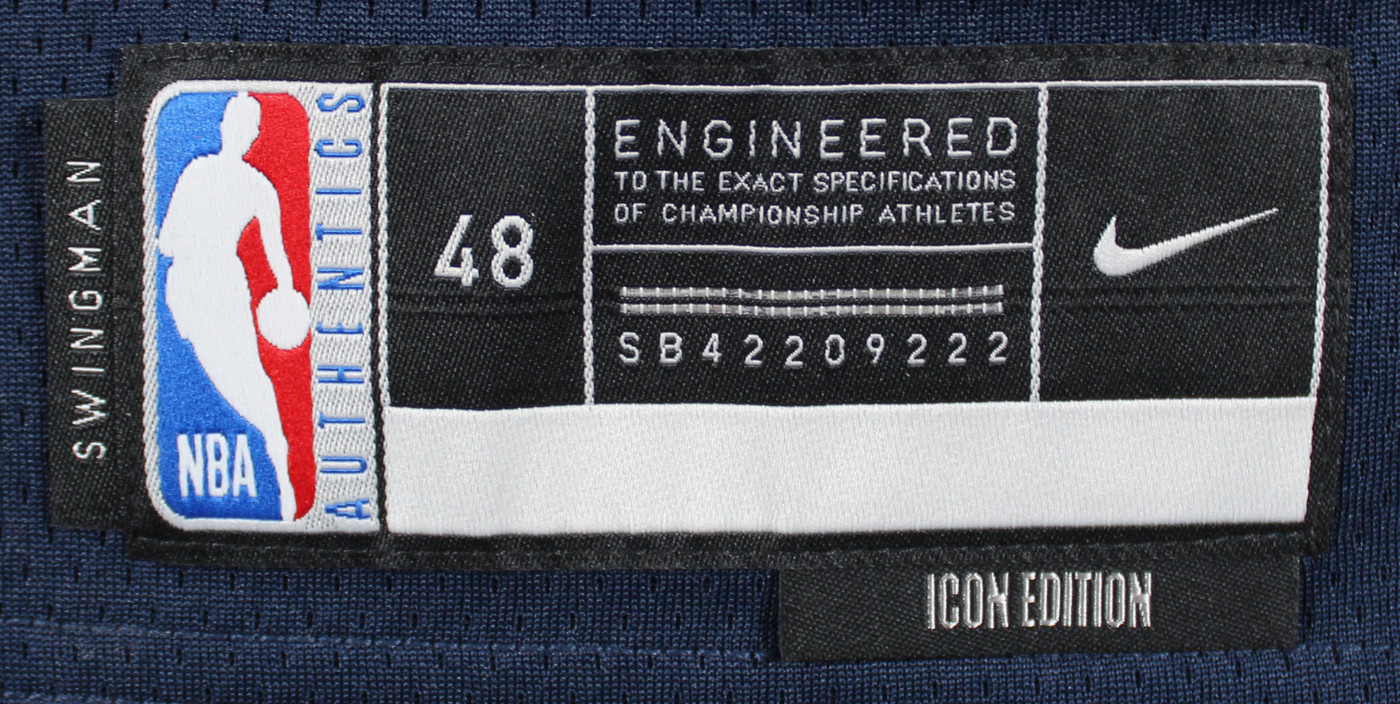 SWINGMAN
NBA
AUTHENTICS
48
ENGINEERED
TO THE EXACT SPECIFICATIONS
OF CHAMPIONSHIP ATHLETES
SB42209222
ICON EDITION